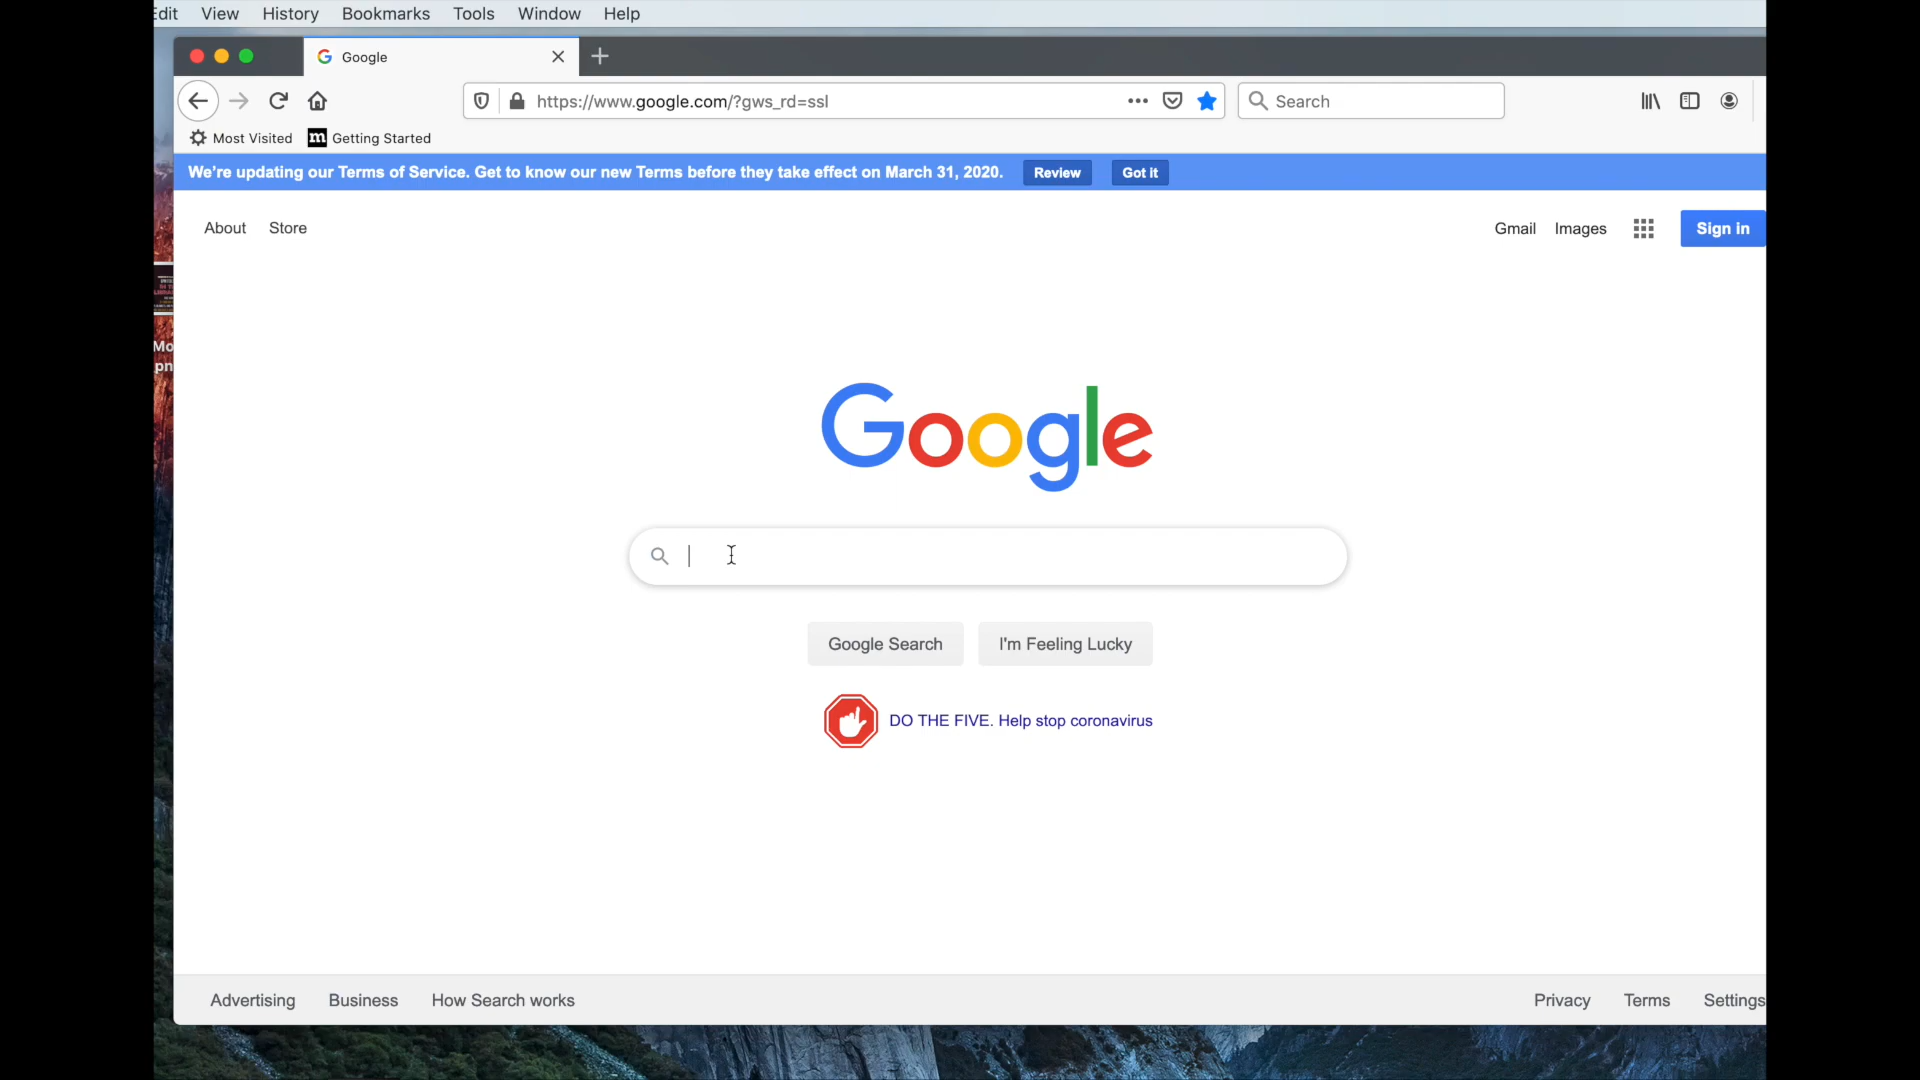 Edit View History Bookmarks Tools Window Help
Google
https://www.google.com/?gws_rd=ssl
Search
Most Visited
m Getting Started
We're updating our Terms of Service. Get to know our new Terms before they take effect on March 31, 2020. Review Got it
About Store
Gmail Images Sign in
Mo
pn
Google
Google Search I'm Feeling Lucky
DO THE FIVE. Help stop coronavirus
Advertising Business How Search works
Privacy Terms Settings